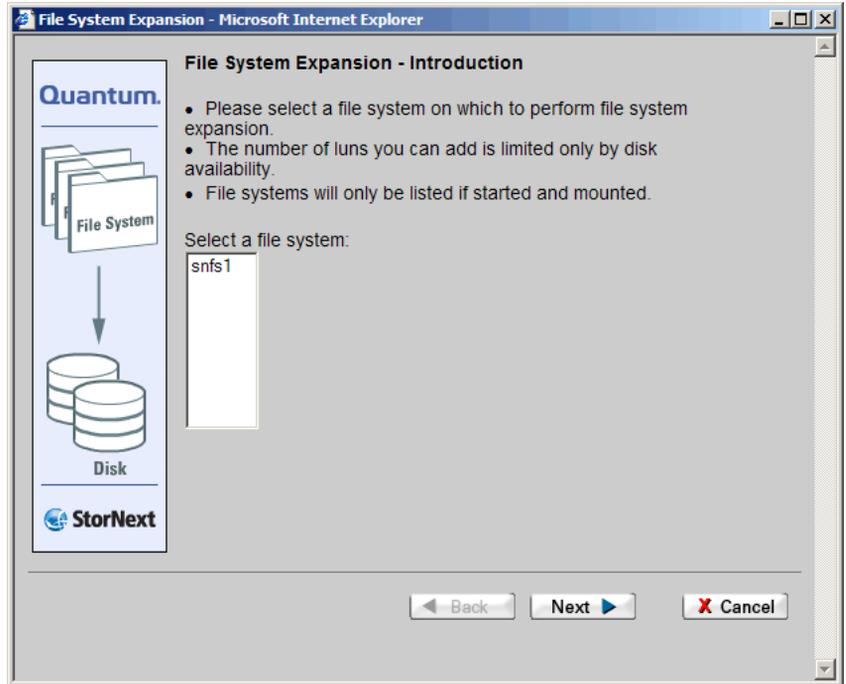 File System Expansion - Microsoft Internet Explorer
Quantum.
File System
Disk
StorNext
File System Expansion - Introduction
• Please select a file system on which to perform file system
expansion.
• The number of luns you can add is limited only by disk
availability.
• File systems will only be listed if started and mounted.
Select a file system:
snfs1
Back
Next
X Cancel